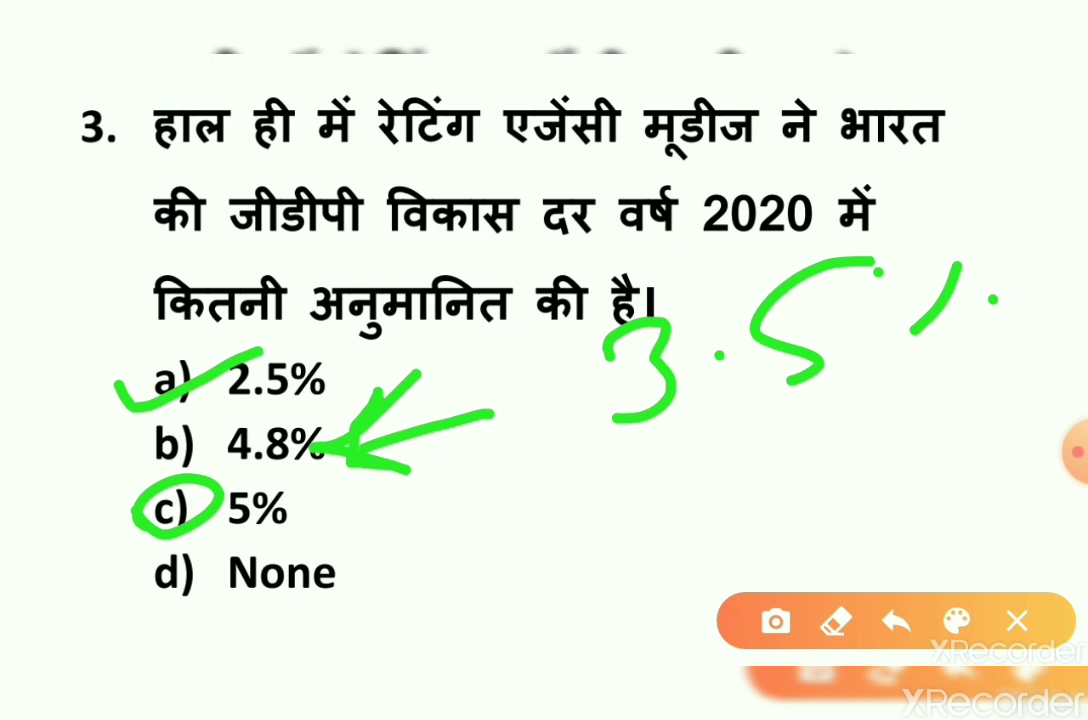 3. हाल ही में रेटिंग एजेंसी मूडीज ने भारत
की जीडीपी विकास दर वर्ष 2020 में
कितनी अनुमानित की है।
3.5%
a) 2.5%
b) 4.8%
c) 5%
d) None
XRecorder
XRecorder